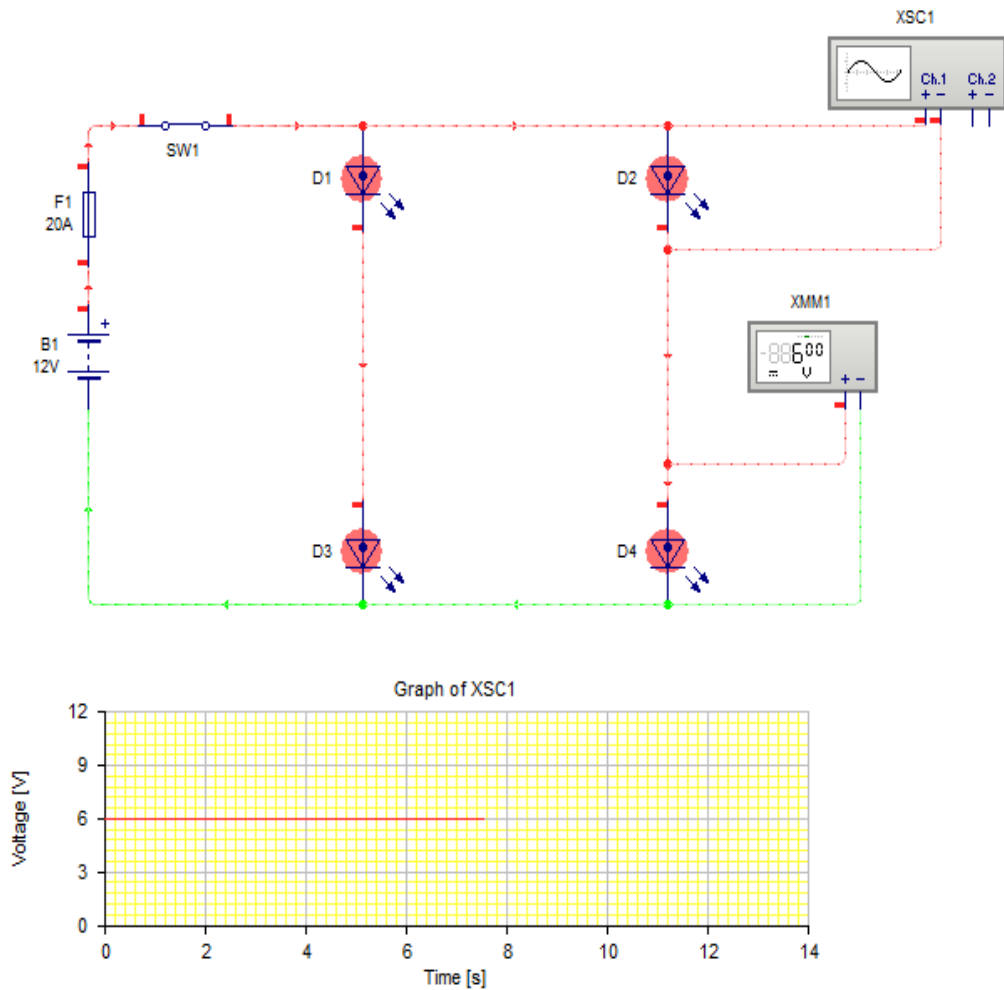 XSC1
Ch.1 Ch.2
+ − + −
SW1
D1
D2
F1
20A
XMM1
-88600
V
+ −
+
B1
12V
D3
D4
Graph of XSC1
12
9
6
3
0
Voltage [V]
0 2 4 6 8 10 12 14
Time [s]